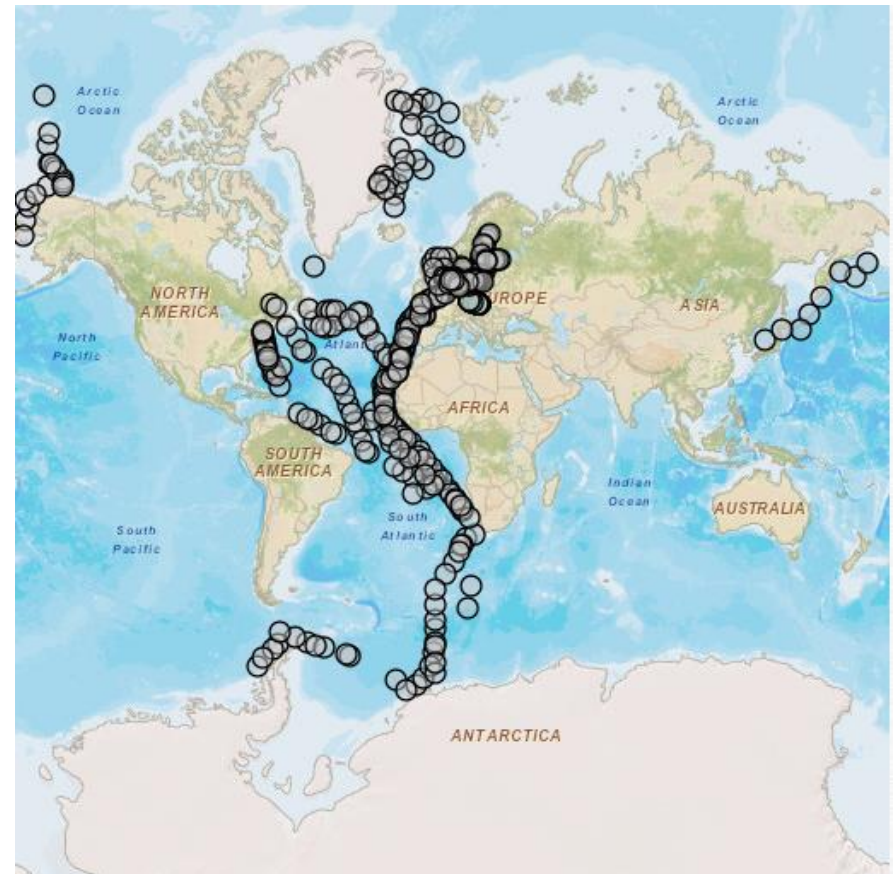 Arctic
Ocean
Arctic
Ocean
NORTH
AMERICA
UROPE
ASIA
North
Pacific
Atlant
AFRICA
SOUTH
AMERICA
Indian
Ocean
AUSTRALIA
South
Pacific
South
Atlantic
ANTARCTICA